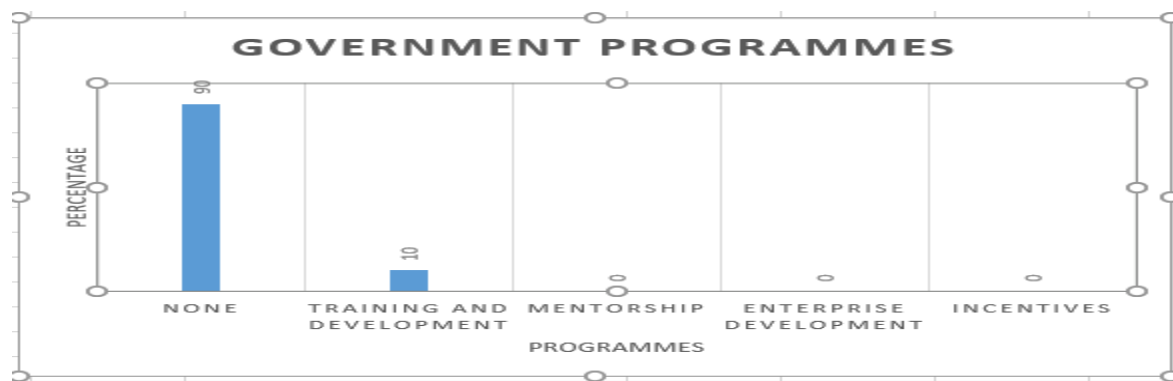 GOVERNMENT PROGRAMMES
90
10
0
0
0
PERCENTAGE
NONE
TRAINING AND DEVELOPMENT
MENTORSHIP
ENTERPRISE DEVELOPMENT
INCENTIVES
PROGRAMMES